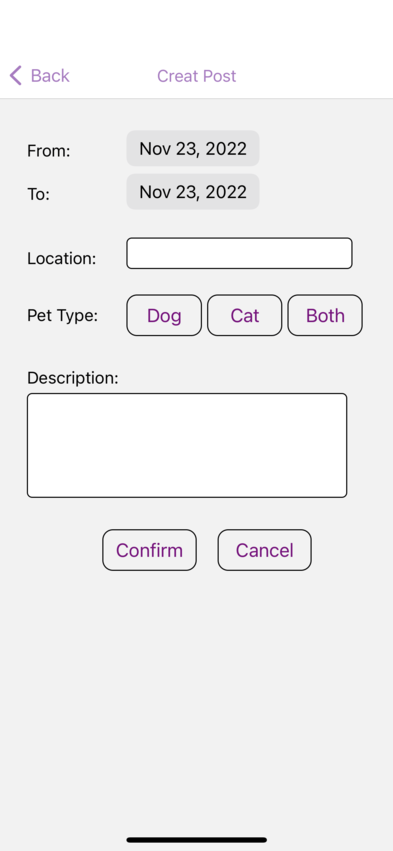 Back Creat Post
From: Nov 23, 2022
To: Nov 23, 2022
Location:
Pet Type: Dog Cat Both
Description:
Confirm Cancel